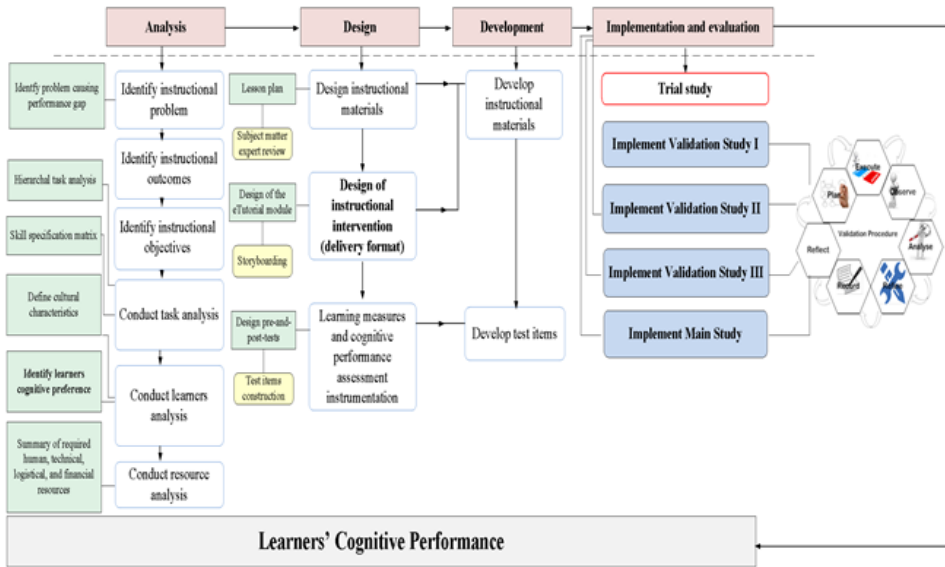 Analysis
Design
Development
Implementation and evaluation
Identfy problem causing
performance gap
Hierarchal task analysis
Skill specification matrix
Define cultural
characteristics
Identify learners
cognitive preference
Summary of required
human, technical,
logistical, and financial
resources
Identify instructional
problem
Identify instructional
outcomes
Identify instructional
objectives
Conduct task analysis
Conduct learners
analysis
Conduct resource
analysis
Lesson plan
Subject matter
expert review
Design of the
eTutorial module
Storyboarding
Design pre-and-
post-tests
Test items
construction
Design instructional
materials
Design of
instructional
intervention
(delivery format)
Learning measures and
cognitive performance
assessment
instrumentation
Develop
instructional
materials
Develop test items
Trial study
Implement Validation Study I
Implement Validation Study II
Implement Validation Study III
Implement Main Study
Execute
Plan
Observe
Validation Procedure
Reflect
Analyse
Record
Learners' Cognitive Performance